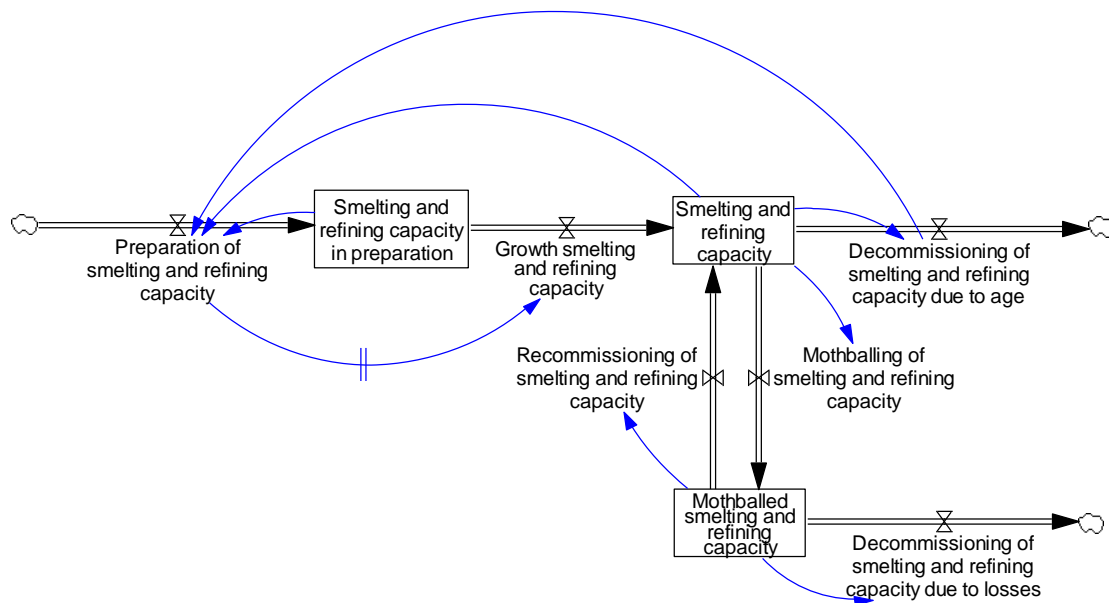 Smelting and
refining capacity
in preparation
Smelting and
refining
capacity
Preparation of
smelting and refining
capacity
Growth smelting
and refining
capacity
Decommissioning of
smelting and refining
capacity due to age
Recommissioning of
smelting and refining
capacity
Mothballing of
smelting and refining
capacity
Mothballed
smelting and
refining
capacity
Decommissioning of
smelting and refining
capacity due to losses